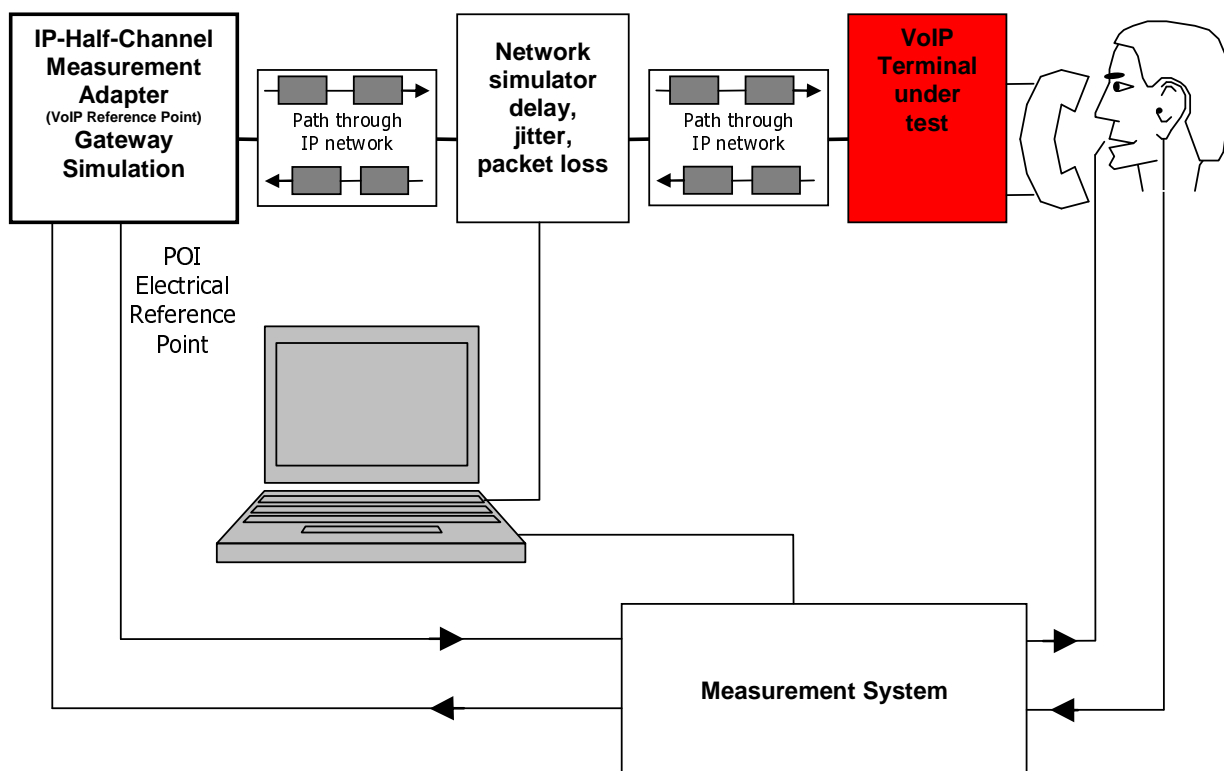 IP-Half-Channel
Measurement
Adapter
(VoIP Reference Point)
Gateway
Simulation
Path through
IP network
Network
simulator
delay,
jitter,
packet loss
Path through
IP network
VoIP
Terminal
under
test
POI
Electrical
Reference
Point
Measurement System